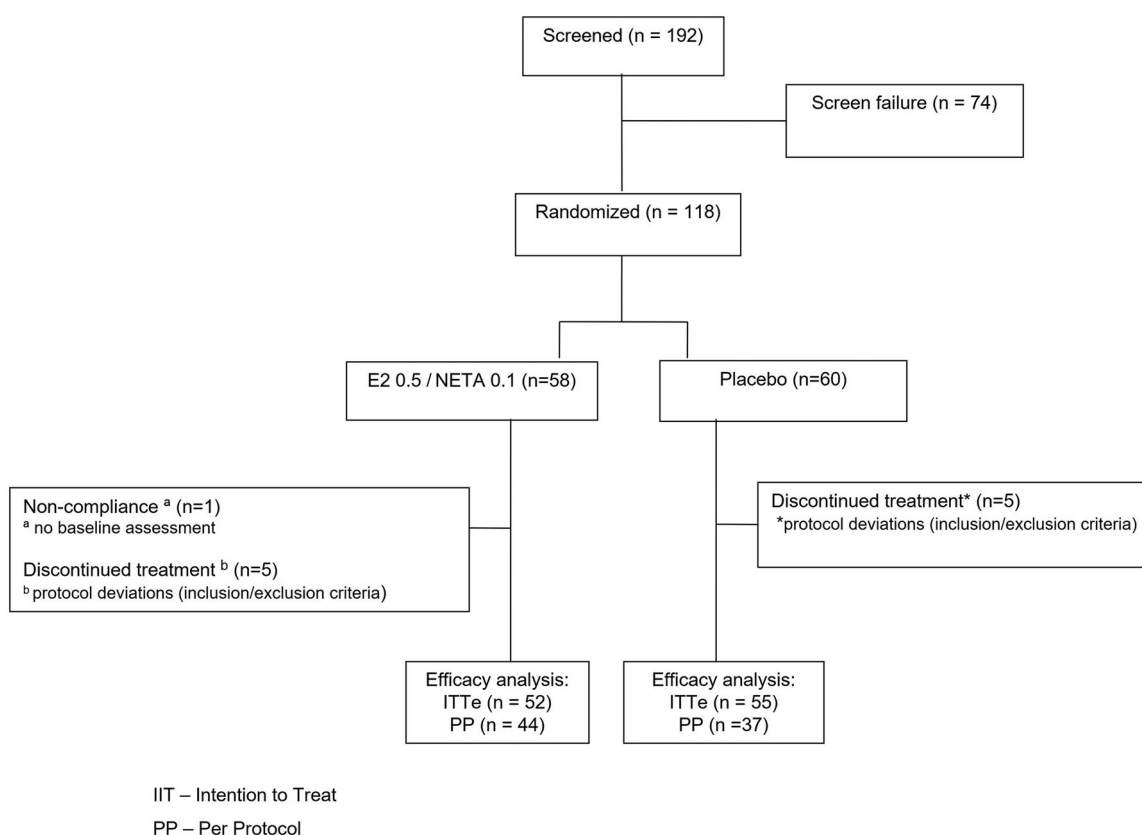 Screened (n = 192)
Screen failure (n = 74)
Randomized (n = 118)
E2 0.5 / NETA 0.1 (n=58)
Placebo (n=60)
Non-compliance ᵃ (n=1)
ᵃ no baseline assessment
Discontinued treatment ᵇ (n=5)
ᵇ protocol deviations (inclusion/exclusion criteria)
Discontinued treatment* (n=5)
*protocol deviations (inclusion/exclusion criteria)
Efficacy analysis:
ITTe (n = 52)
PP (n = 44)
Efficacy analysis:
ITTe (n = 55)
PP (n =37)
IIT – Intention to Treat
PP – Per Protocol